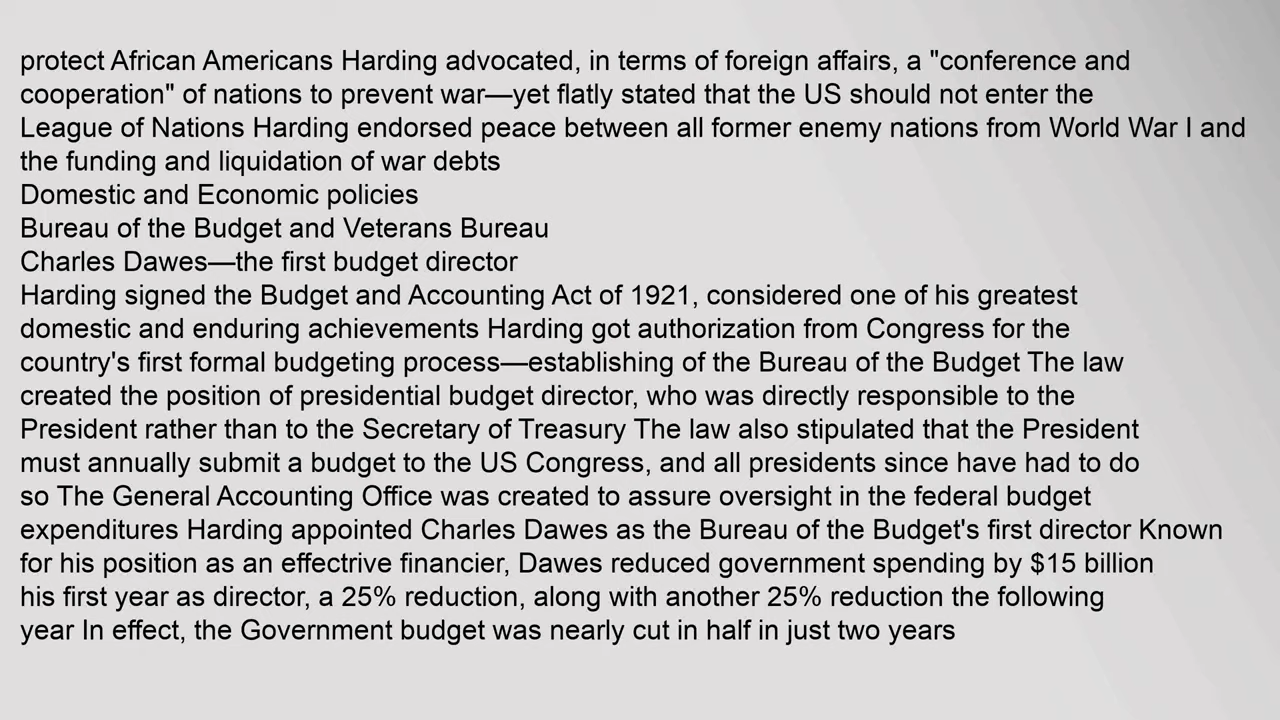 protect African Americans Harding advocated, in terms of foreign affairs, a "conference and
cooperation" of nations to prevent war—yet flatly stated that the US should not enter the
League of Nations Harding endorsed peace between all former enemy nations from World War I and
the funding and liquidation of war debts
Domestic and Economic policies
Bureau of the Budget and Veterans Bureau
Charles Dawes—the first budget director
Harding signed the Budget and Accounting Act of 1921, considered one of his greatest
domestic and enduring achievements Harding got authorization from Congress for the
country's first formal budgeting process—establishing of the Bureau of the Budget The law
created the position of presidential budget director, who was directly responsible to the
President rather than to the Secretary of Treasury The law also stipulated that the President
must annually submit a budget to the US Congress, and all presidents since have had to do
so The General Accounting Office was created to assure oversight in the federal budget
expenditures Harding appointed Charles Dawes as the Bureau of the Budget's first director Known
for his position as an effectrive financier, Dawes reduced government spending by $15 billion
his first year as director, a 25% reduction, along with another 25% reduction the following
year In effect, the Government budget was nearly cut in half in just two years